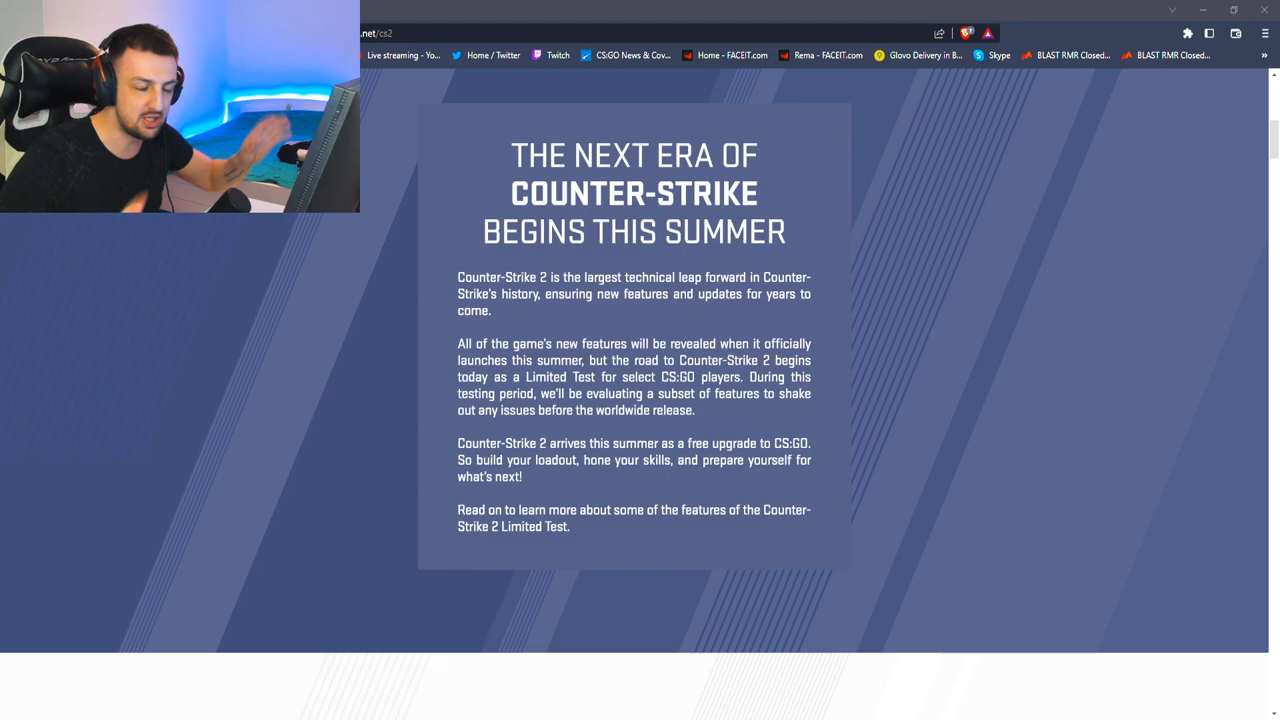 .net/cs2
Live streaming - Yo...
Home / Twitter
Twitch
CS:GO News & Cov...
Home - FACEIT.com
Rema - FACEIT.com
Glovo Delivery in B...
Skype
BLAST RMR Closed...
BLAST RMR Closed...
»
THE NEXT ERA OF
COUNTER-STRIKE
BEGINS THIS SUMMER
Counter-Strike 2 is the largest technical leap forward in Counter-
Strike's history, ensuring new features and updates for years to
come.
All of the game's new features will be revealed when it officially
launches this summer, but the road to Counter-Strike 2 begins
today as a Limited Test for select CS:GO players. During this
testing period, we'll be evaluating a subset of features to shake
out any issues before the worldwide release.
Counter-Strike 2 arrives this summer as a free upgrade to CS:GO.
So build your loadout, hone your skills, and prepare yourself for
what's next!
Read on to learn more about some of the features of the Counter-
Strike 2 Limited Test.